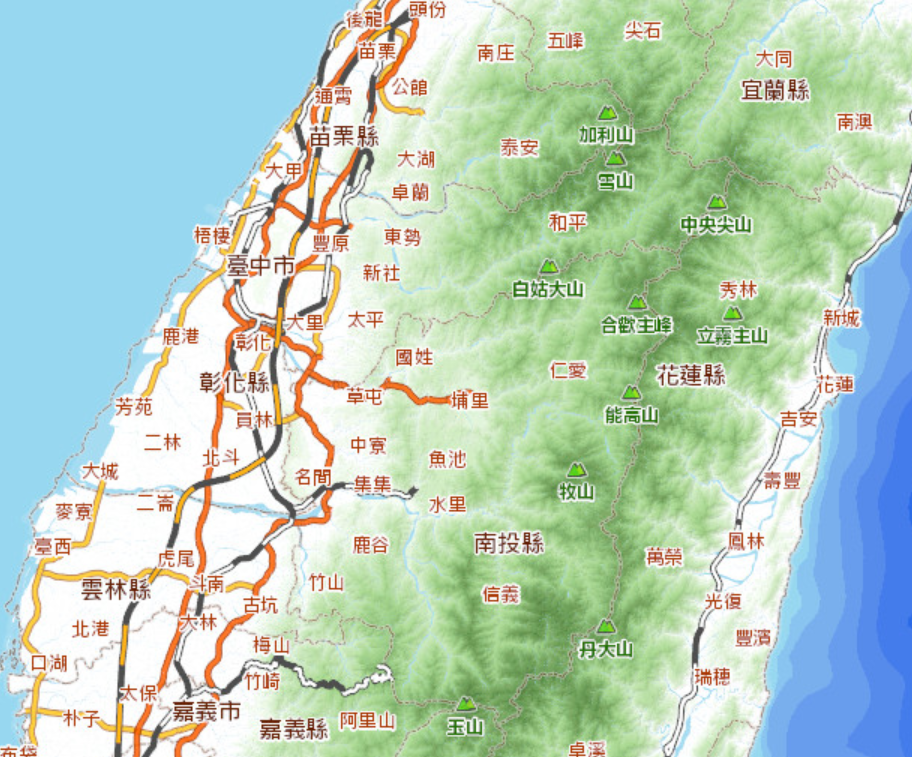 後龍
頭份
苗栗
南庄
五峰
尖石
大同
宜蘭縣
公館
通霄
苗栗縣
加利山
南澳
泰安
大湖
雪山
大甲
卓蘭
中央尖山
和平
梧棲
豐原
東勢
臺中市
新社
白姑大山
秀林
合歡主峰
立霧主山
大里
太平
新城
鹿港
彰化
國姓
仁愛
花蓮縣
彰化縣
花蓮
草屯
埔里
芳苑
能高山
員林
吉安
二林
中寮
北斗
魚池
大城
名間
集集
牧山
壽豐
麥寮
二崙
水里
臺西
鹿谷
南投縣
鳳林
虎尾
萬榮
雲林縣
斗南
竹山
信義
古坑
光復
北港
大林
豐濱
梅山
丹大山
口湖
竹崎
瑞穗
太保
嘉義市
朴子
嘉義縣
阿里山
玉山
布袋
卓溪